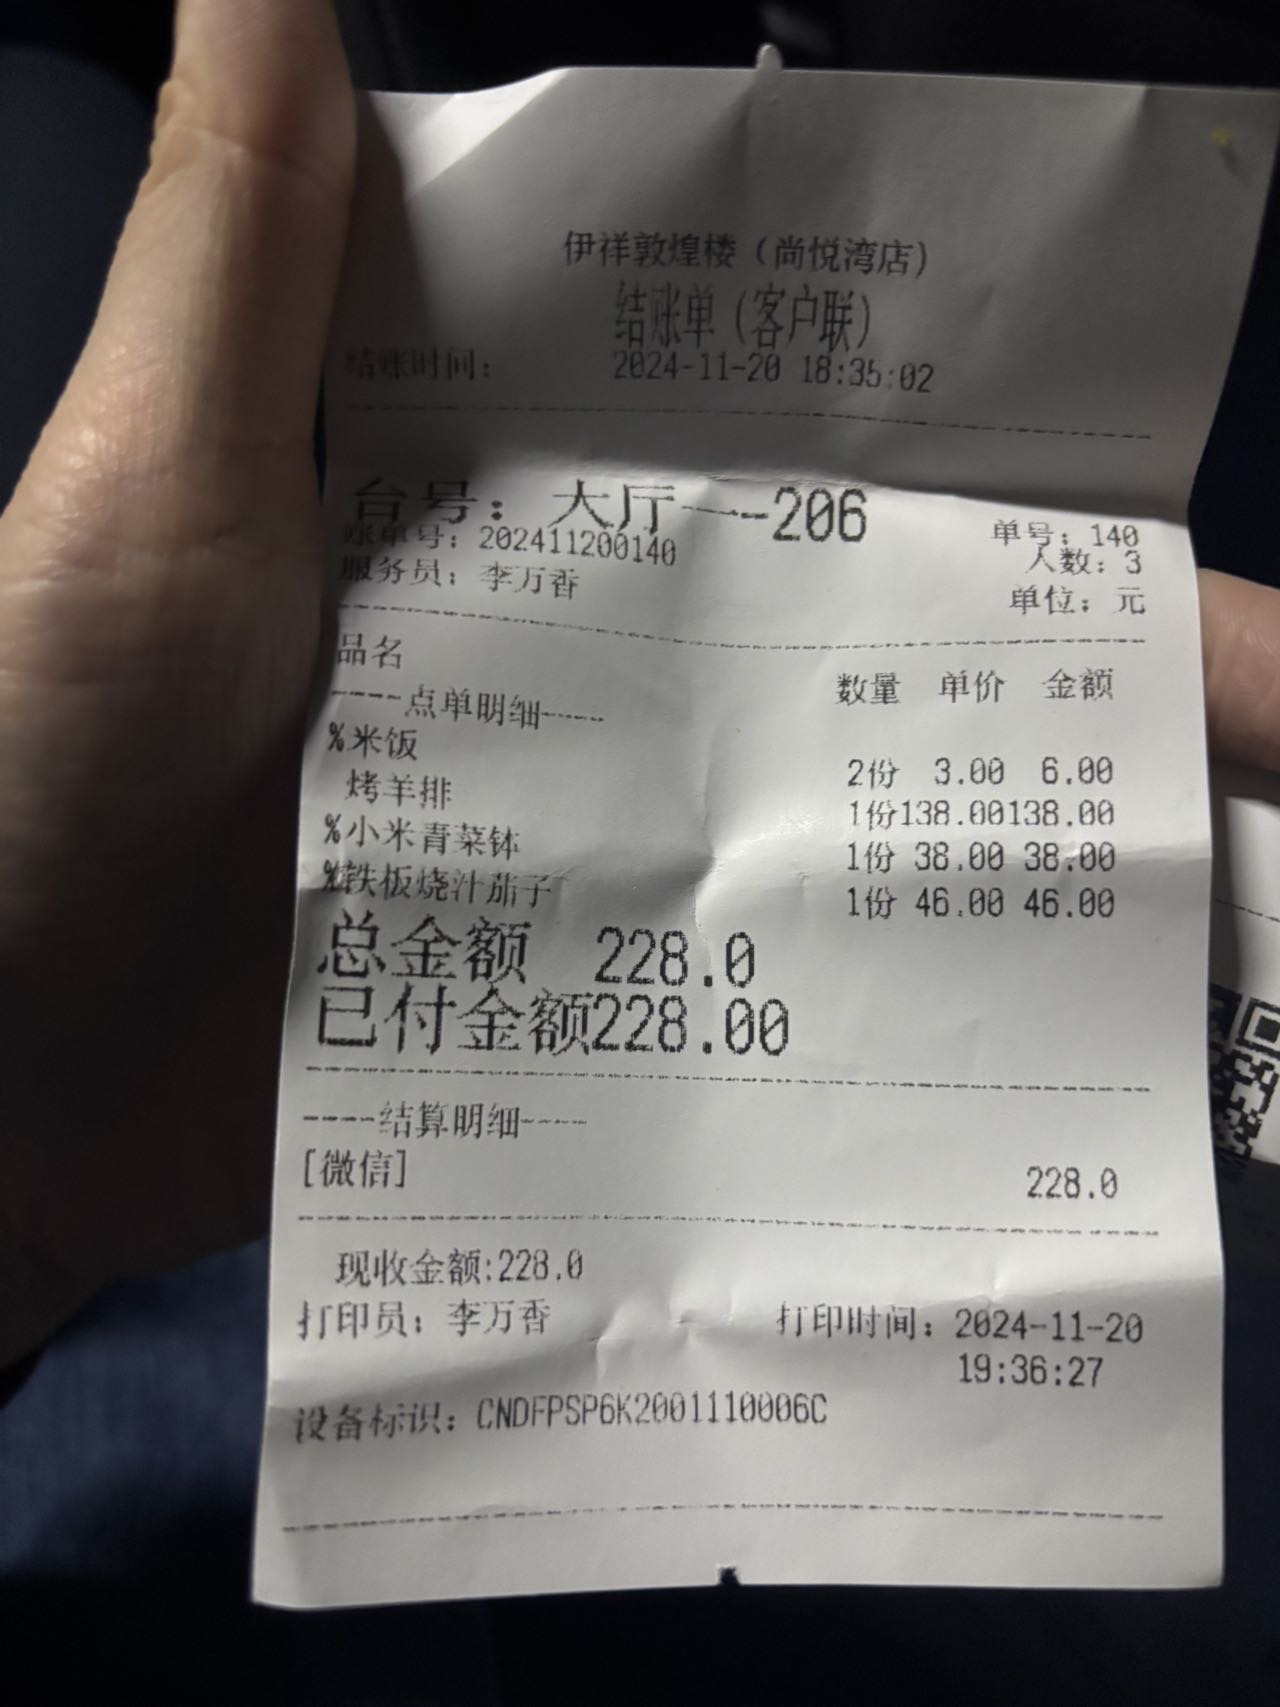 伊祥敦煌楼（尚悦湾店）
结账单（客户联）
结账时间： 2024-11-20 18:35:02
台号：大厅一--206
单号：140
账单号：202411200140
人数：3
服务员：李万香
单位：元
品名 数量 单价 金额
-----点单明细-----
%米饭 2份 3.00 6.00
烤羊排 1份138.00138.00
%小米青菜钵 1份 38.00 38.00
%铁板烧汁茄子 1份 46.00 46.00
总金额 228.0
已付金额228.00
-----结算明细-----
[微信] 228.0
现收金额:228.0
打印员：李万香 打印时间：2024-11-20
19:36:27
设备标识：CNDFPSP6K2001110006C